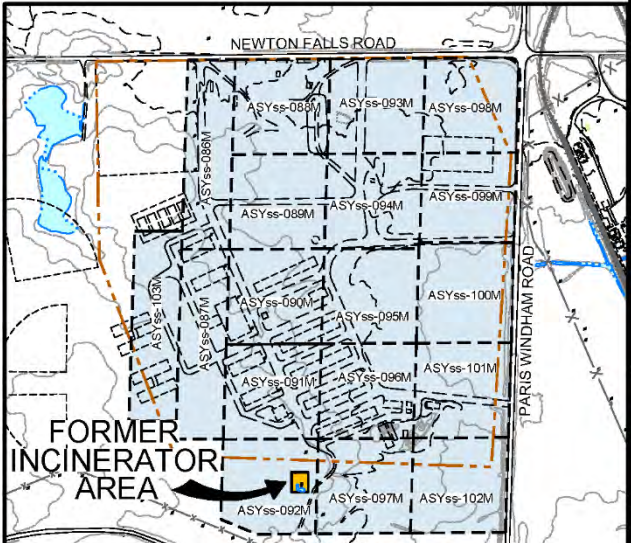 NEWTON FALLS ROAD
ASYss-088M
ASYss-093M
ASYss-098M
ASYss-086M
ASYss-089M
ASYss-094M
ASYss-099M
ASYss-103M
ASYss-087M
ASYss-090M
ASYss-095M
ASYss-100M
PARIS WINDHAM ROAD
ASYss-091M
ASYss-096M
ASYss-101M
FORMER
INCINERATOR
AREA
ASYss-092M
ASYss-097M
ASYss-102M